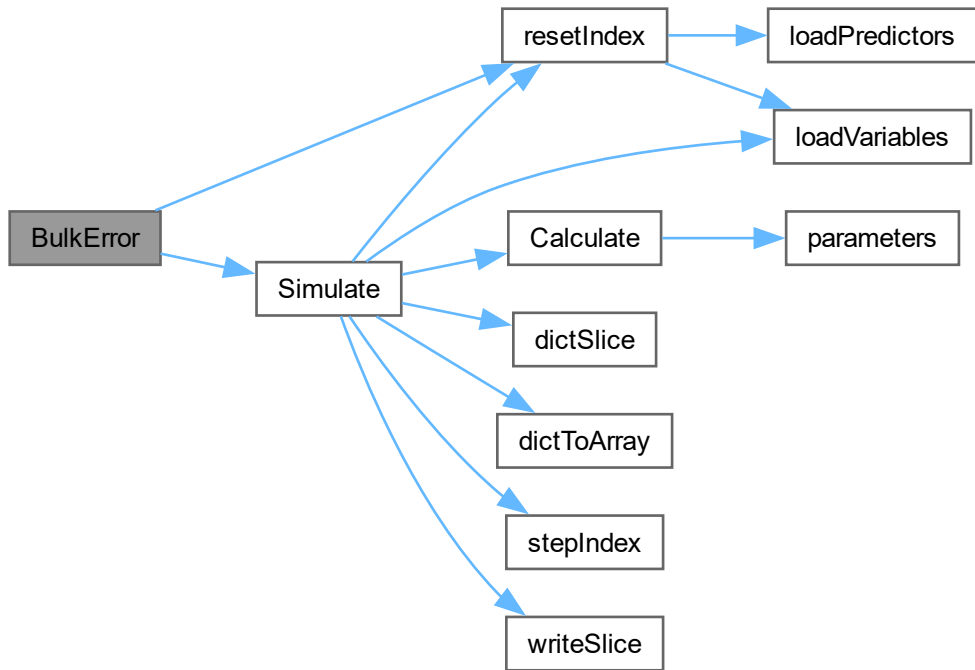 resetIndex
loadPredictors
loadVariables
BulkError
Calculate
parameters
Simulate
dictSlice
dictToArray
stepIndex
writeSlice